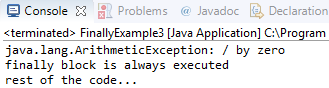 Console Problems @ Javadoc Declaration
<terminated> FinallyExample3 [Java Application] C:\Program
java.lang.ArithmeticException: / by zero
finally block is always executed
rest of the code...